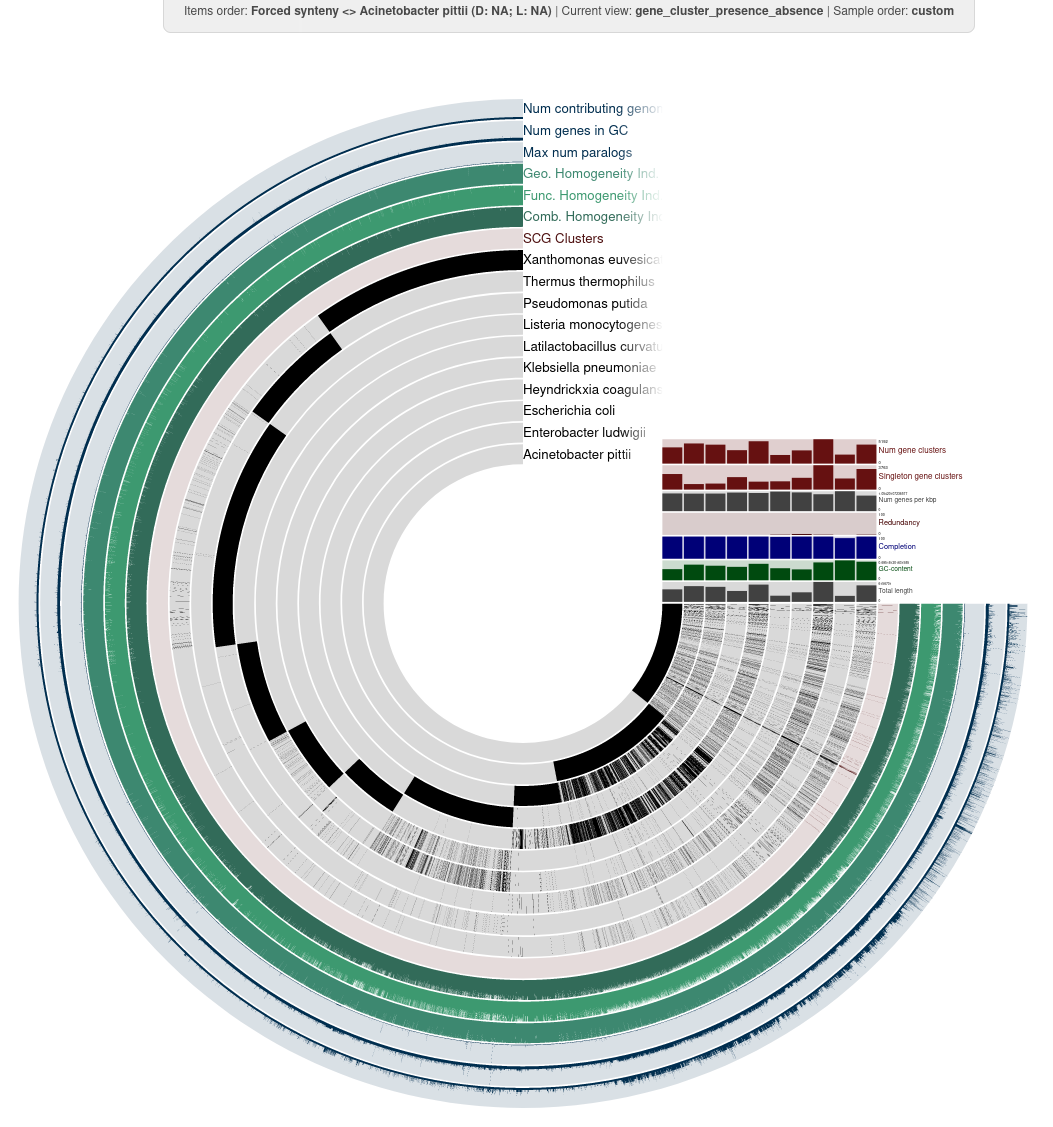 Items order: Forced synteny <> Acinetobacter pittii (D: NA; L: NA) | Current view: gene_cluster_presence_absence | Sample order: custom
Num contributing genor
Num genes in GC
Max num paralogs
Geo. Homogeneity Ind.
Func. Homogeneity Ind
Comb. Homogeneity In
SCG Clusters
Xanthomonas euvesica
Thermus thermophilus
Pseudomonas putida
Listeria monocytogenes
Latilactobacillus curvatu
Klebsiella pneumoniae
Heyndrickxia coagulans
Escherichia coli
Enterobacter ludwigii
Acinetobacter pittii
Num gene clusters
Singleton gene clusters
Num genes per kbp
Redundancy
Completion
GC-content
Total length